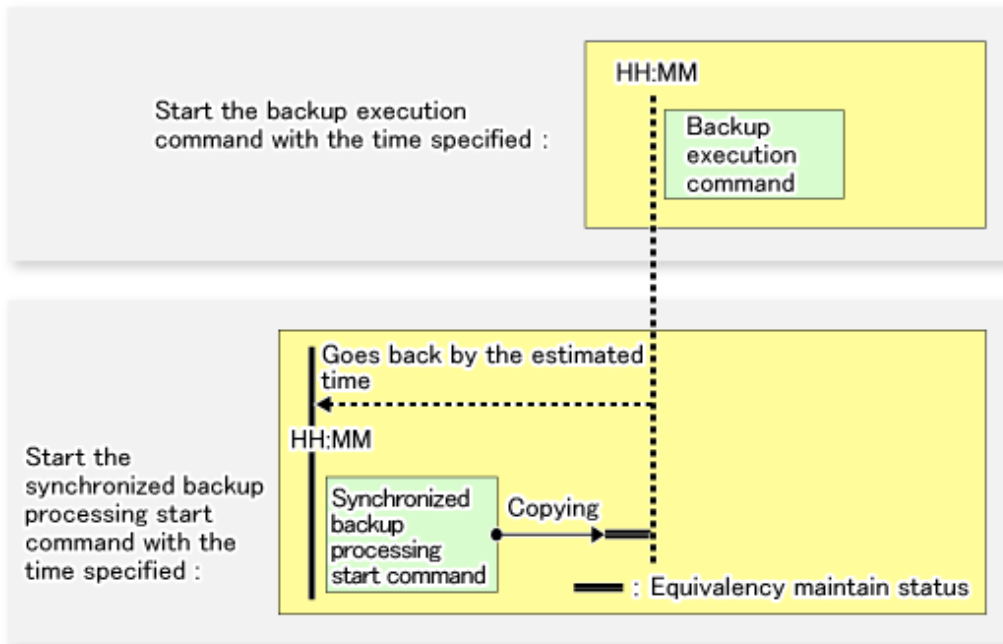 Start the backup execution
command with the time specified :
HH:MM
Backup
execution
command
Start the
synchronized backup
processing start
command with the
time specified :
Goes back by the estimated
time
HH:MM
Synchronized
backup
processing
start command
Copying
: Equivalency maintain status